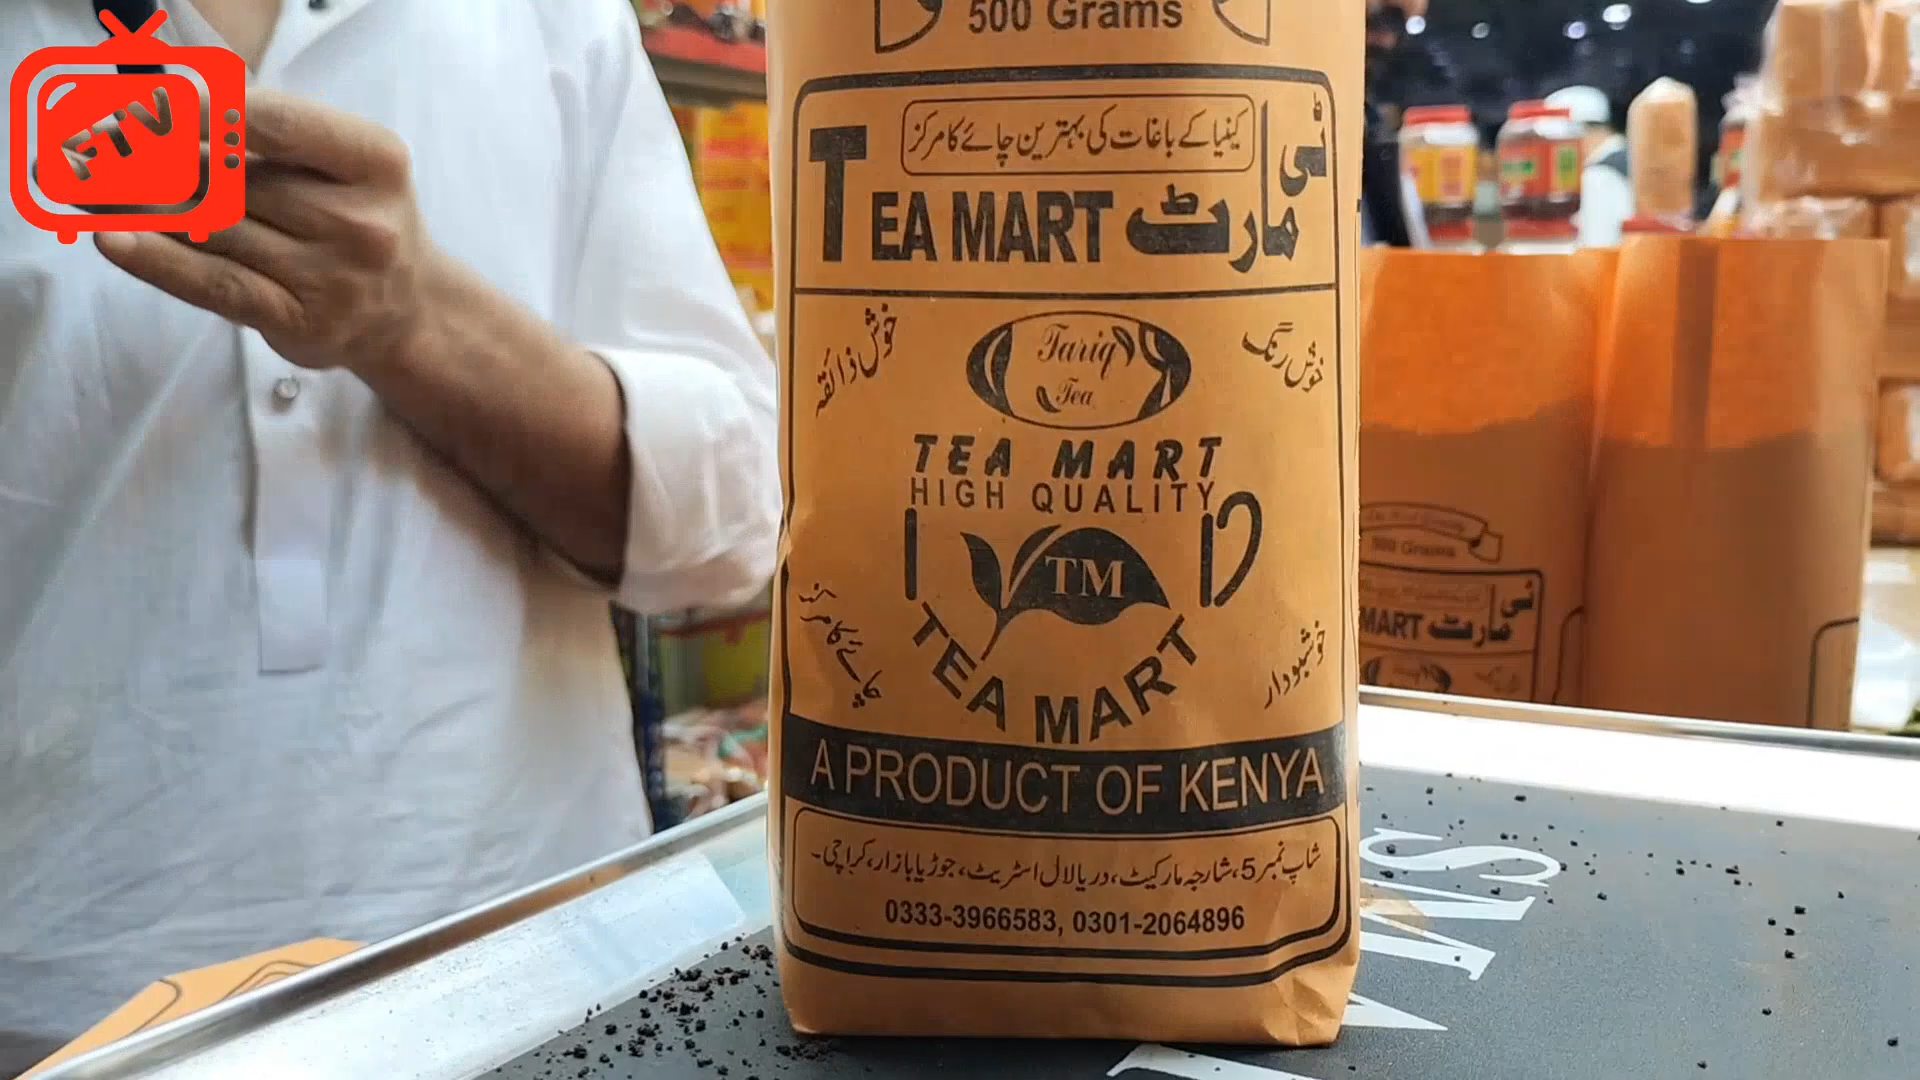 FTV
500 Grams
کینیا کے باغات کی بہترین چائے کا مرکز
TEA MART ٹی مارٹ
خوش ذائقہ
خوش رنگ
Tariq
Tea
TEA MART
HIGH QUALITY
TM
TEA MART
چائے کا مرکز
خوشبودار
A PRODUCT OF KENYA
شاپ نمبر 5، شارجہ مارکیٹ، دریالال اسٹریٹ، جوڑیا بازار، کراچی۔
0333-3966583, 0301-2064896
500 Grams
MART ٹی مارٹ